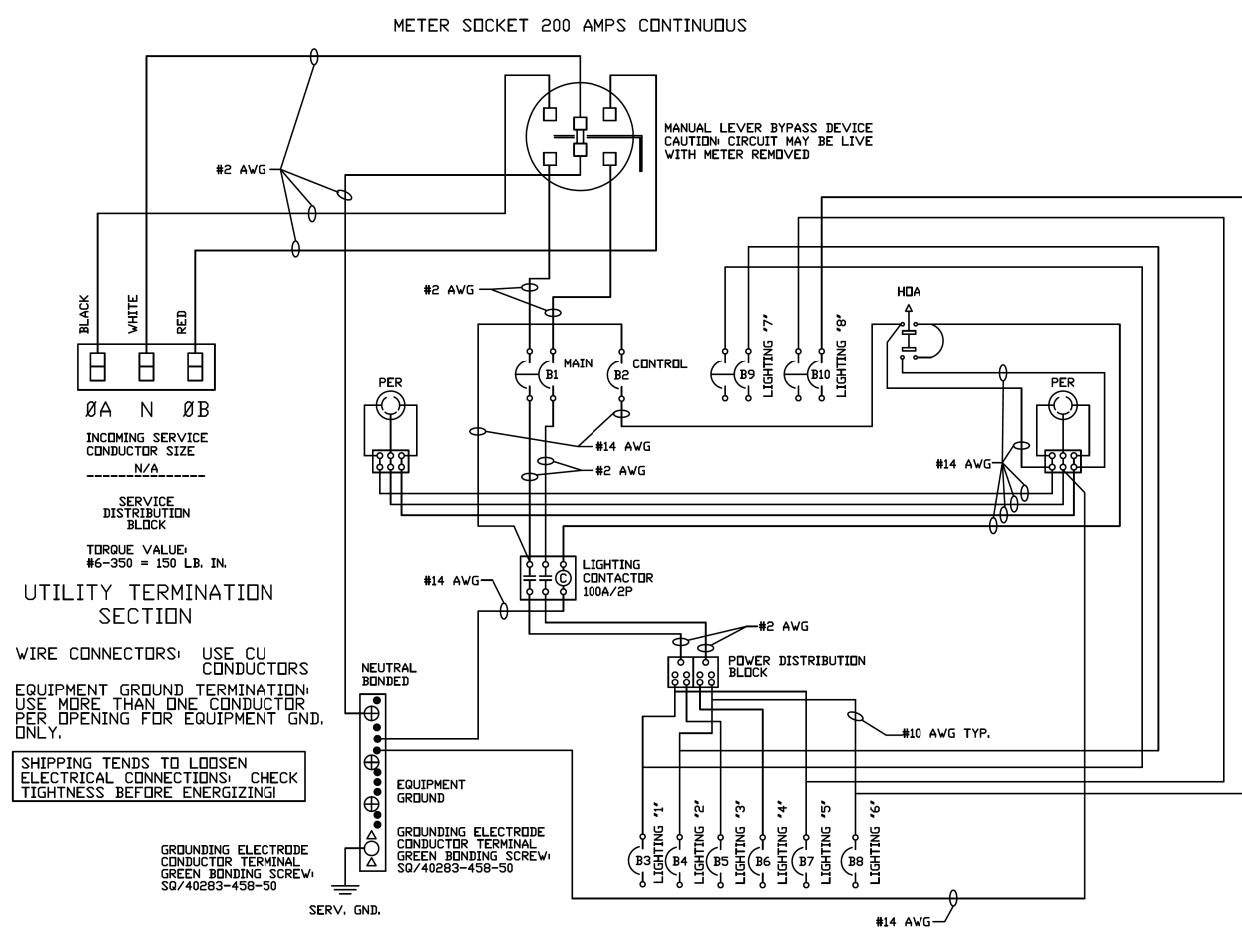 METER SOCKET 200 AMPS CONTINUOUS
MANUAL LEVER BYPASS DEVICE
CAUTION: CIRCUIT MAY BE LIVE
WITH METER REMOVED
#2 AWG
#2 AWG
BLACK
WHITE
RED
ØA N ØB
INCOMING SERVICE
CONDUCTOR SIZE
N/A
SERVICE
DISTRIBUTION
BLOCK
TORQUE VALUE:
#6-350 = 150 LB. IN.
UTILITY TERMINATION
SECTION
WIRE CONNECTORS: USE CU
CONDUCTORS
EQUIPMENT GROUND TERMINATION:
USE MORE THAN ONE CONDUCTOR
PER OPENING FOR EQUIPMENT GND.
ONLY.
SHIPPING TENDS TO LOOSEN
ELECTRICAL CONNECTIONS: CHECK
TIGHTNESS BEFORE ENERGIZING!
PER
B1
MAIN
B2
CONTROL
B9
LIGHTING "7"
B10
LIGHTING "8"
HOA
PER
#14 AWG
#2 AWG
#14 AWG
#14 AWG
C
LIGHTING
CONTACTOR
100A/2P
#2 AWG
POWER DISTRIBUTION
BLOCK
#10 AWG TYP.
NEUTRAL
BONDED
EQUIPMENT
GROUND
GROUNDING ELECTRODE
CONDUCTOR TERMINAL
GREEN BONDING SCREW:
SQ/40283-458-50
GROUNDING ELECTRODE
CONDUCTOR TERMINAL
GREEN BONDING SCREW:
SQ/40283-458-50
SERV. GND.
B3
LIGHTING "1"
B4
LIGHTING "2"
B5
LIGHTING "3"
B6
LIGHTING "4"
B7
LIGHTING "5"
B8
LIGHTING "6"
#14 AWG